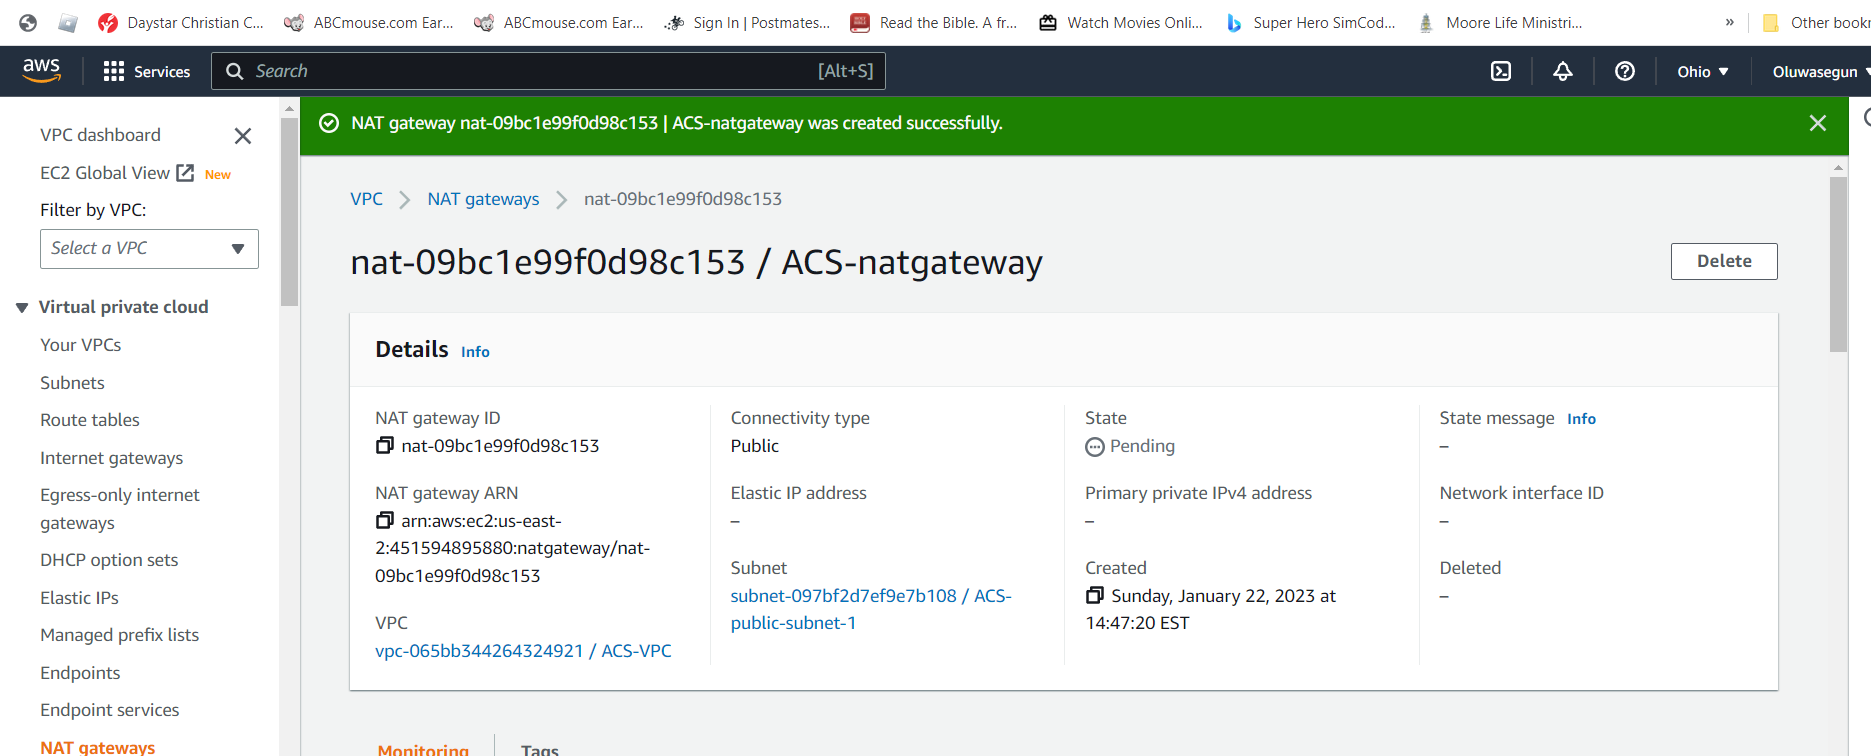 Daystar Christian C...
ABCmouse.com Ear...
ABCmouse.com Ear...
Sign In | Postmates...
Read the Bible. A fr...
Watch Movies Onli...
Super Hero SimCod...
Moore Life Ministri...
»
Other bookr
aws
Services
Search
[Alt+S]
Ohio
Oluwasegun
VPC dashboard
EC2 Global View New
Filter by VPC:
Select a VPC
Virtual private cloud
Your VPCs
Subnets
Route tables
Internet gateways
Egress-only internet
gateways
DHCP option sets
Elastic IPs
Managed prefix lists
Endpoints
Endpoint services
NAT gateways
NAT gateway nat-09bc1e99f0d98c153 | ACS-natgateway was created successfully.
VPC > NAT gateways > nat-09bc1e99f0d98c153
nat-09bc1e99f0d98c153 / ACS-natgateway
Delete
Details Info
NAT gateway ID
nat-09bc1e99f0d98c153
NAT gateway ARN
arn:aws:ec2:us-east-
2:451594895880:natgateway/nat-
09bc1e99f0d98c153
VPC
vpc-065bb344264324921 / ACS-VPC
Connectivity type
Public
Elastic IP address
–
Subnet
subnet-097bf2d7ef9e7b108 / ACS-
public-subnet-1
State
Pending
Primary private IPv4 address
–
Created
Sunday, January 22, 2023 at
14:47:20 EST
State message Info
–
Network interface ID
–
Deleted
–
Monitoring
Tags